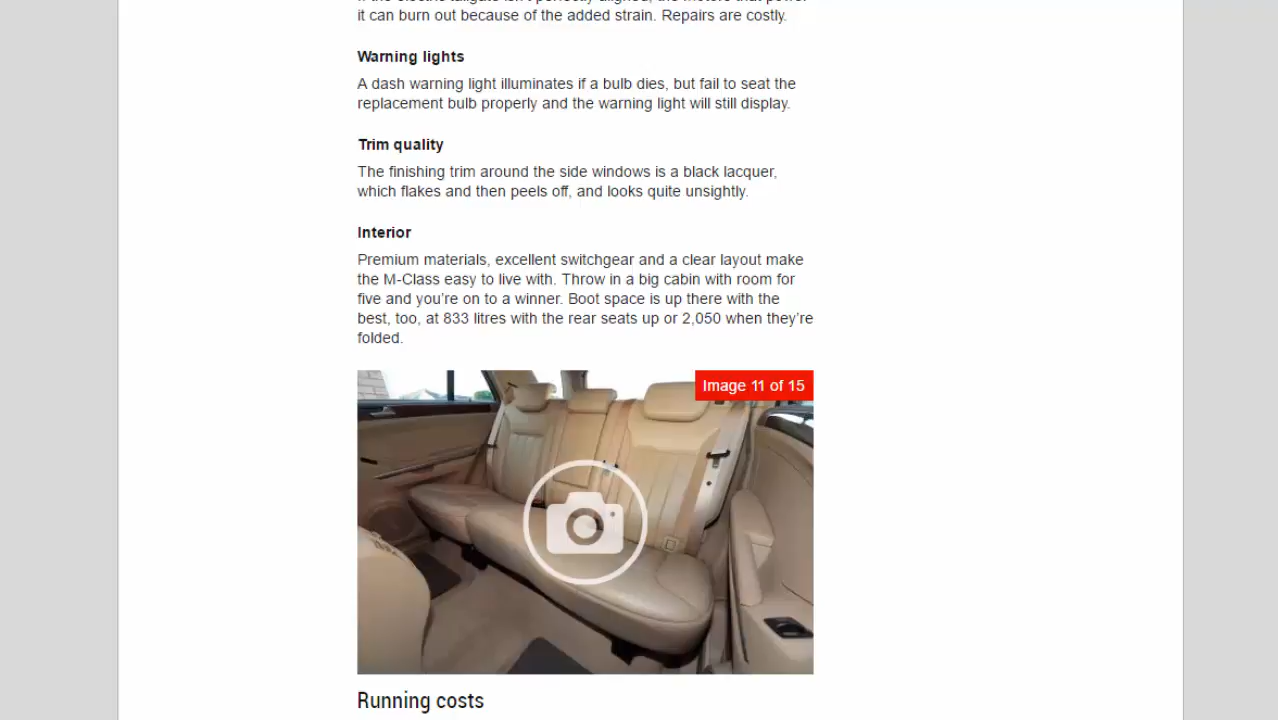 it can burn out because of the added strain. Repairs are costly.
Warning lights
A dash warning light illuminates if a bulb dies, but fail to seat the
replacement bulb properly and the warning light will still display.
Trim quality
The finishing trim around the side windows is a black lacquer,
which flakes and then peels off, and looks quite unsightly.
Interior
Premium materials, excellent switchgear and a clear layout make
the M-Class easy to live with. Throw in a big cabin with room for
five and you’re on to a winner. Boot space is up there with the
best, too, at 833 litres with the rear seats up or 2,050 when they’re
folded.
Image 11 of 15
Running costs